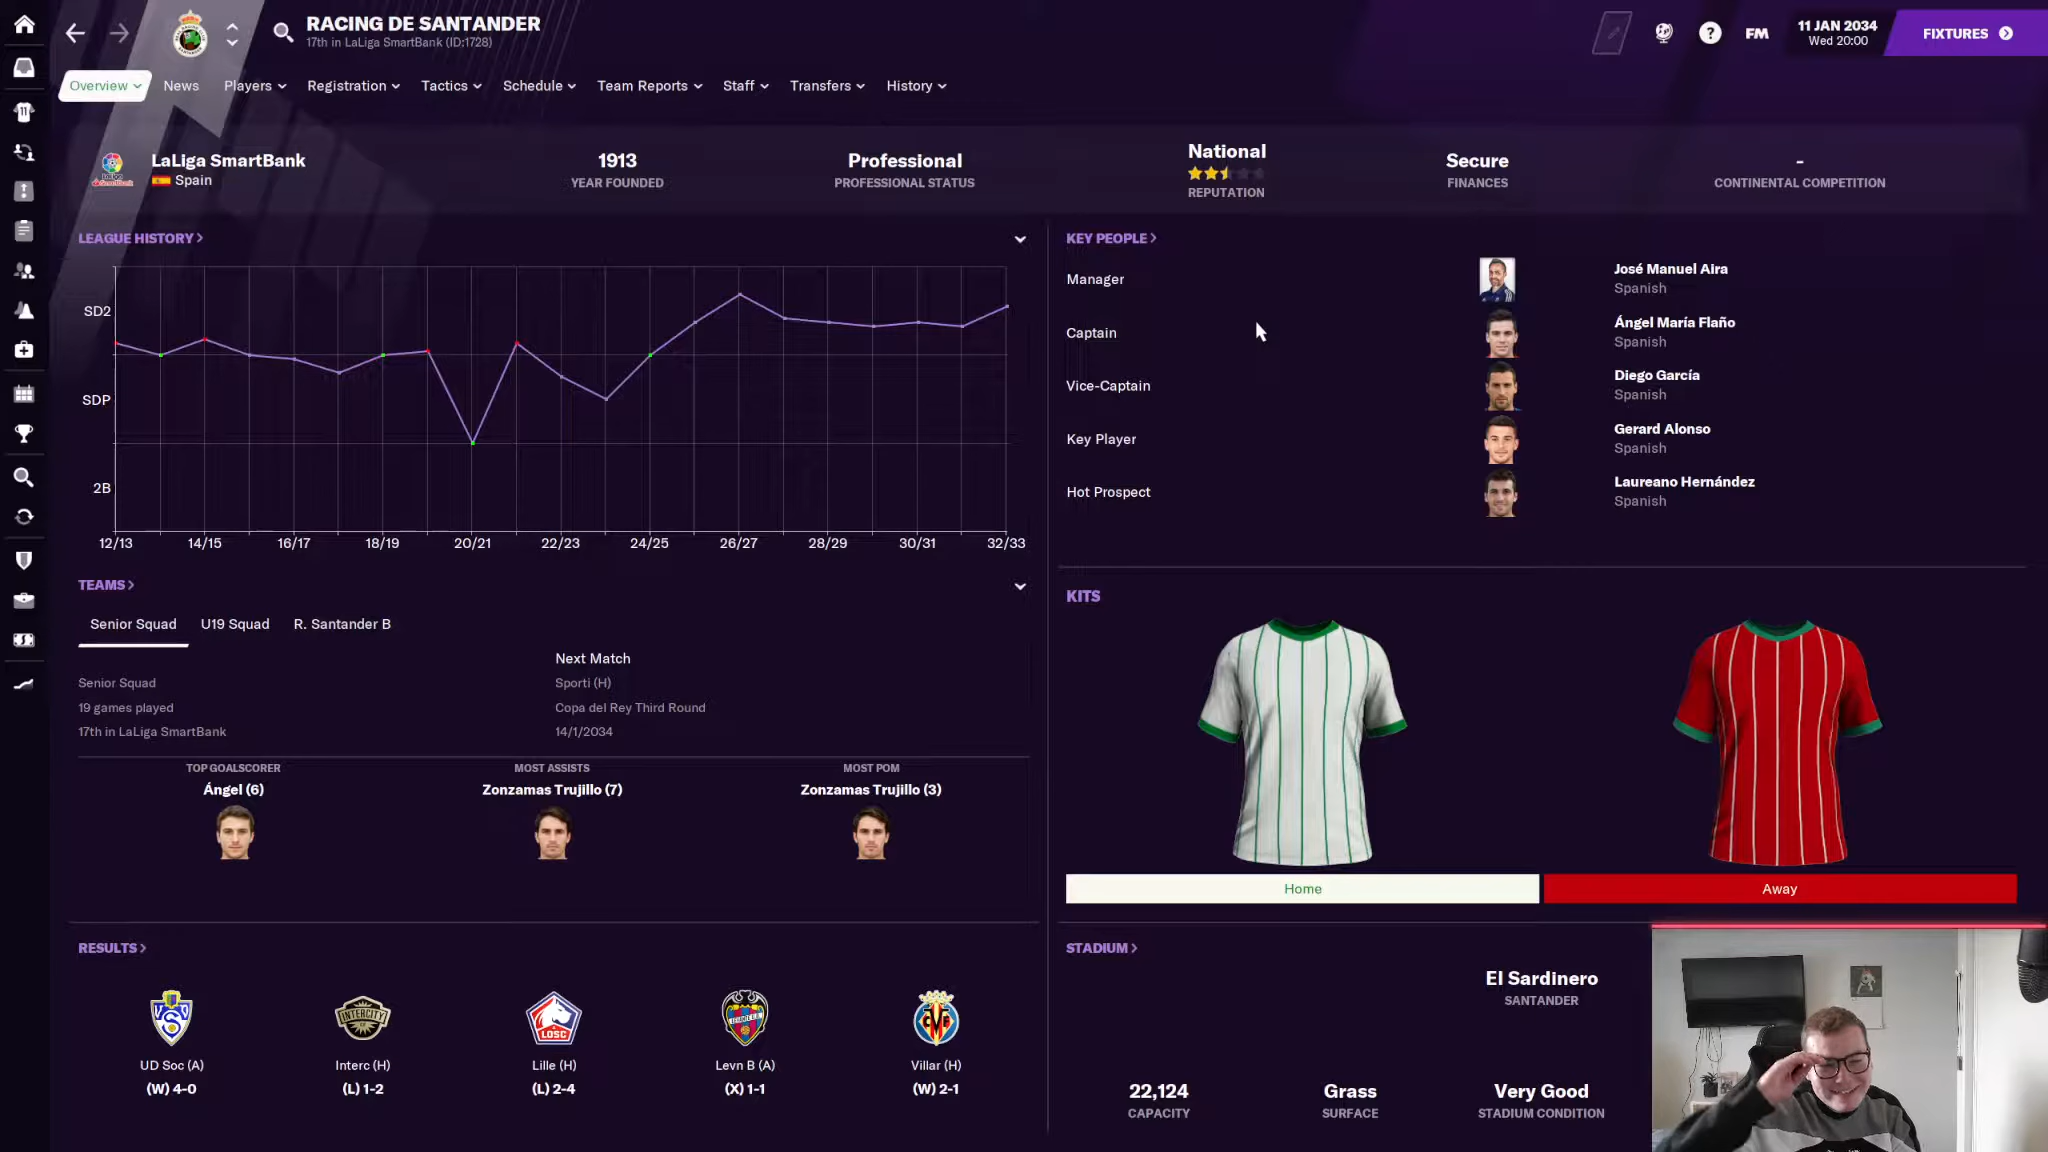 RACING DE SANTANDER
17th in LaLiga SmartBank (ID:1728)
FM
11 JAN 2034
Wed 20:00
FIXTURES
Overview
News
Players
Registration
Tactics
Schedule
Team Reports
Staff
Transfers
History
LaLiga SmartBank
Spain
1913
YEAR FOUNDED
Professional
PROFESSIONAL STATUS
National
REPUTATION
Secure
FINANCES
-
CONTINENTAL COMPETITION
LEAGUE HISTORY
SD2
SDP
2B
12/13 14/15 16/17 18/19 20/21 22/23 24/25 26/27 28/29 30/31 32/33
KEY PEOPLE
Manager
José Manuel Aira
Spanish
Captain
Ángel María Flaño
Spanish
Vice-Captain
Diego García
Spanish
Key Player
Gerard Alonso
Spanish
Hot Prospect
Laureano Hernández
Spanish
TEAMS
Senior Squad
U19 Squad
R. Santander B
Senior Squad
19 games played
17th in LaLiga SmartBank
Next Match
Sporti (H)
Copa del Rey Third Round
14/1/2034
TOP GOALSCORER
Ángel (6)
MOST ASSISTS
Zonzamas Trujillo (7)
MOST POM
Zonzamas Trujillo (3)
KITS
Home
Away
RESULTS
INTERCITY
LOSC
UD Soc (A)
(W) 4-0
Interc (H)
(L) 1-2
Lille (H)
(L) 2-4
Levn B (A)
(X) 1-1
Villar (H)
(W) 2-1
STADIUM
El Sardinero
SANTANDER
22,124
CAPACITY
Grass
SURFACE
Very Good
STADIUM CONDITION